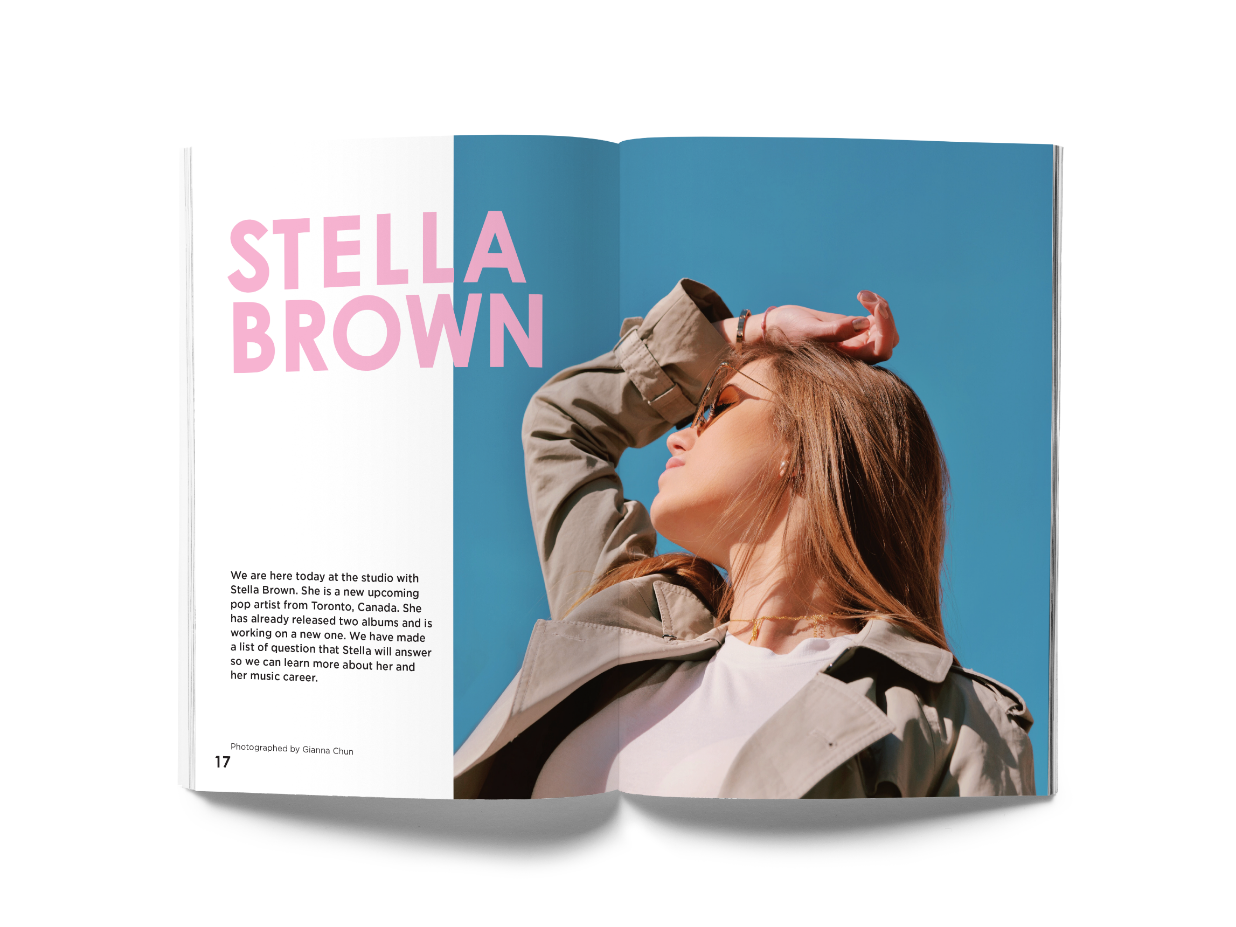 STELLA
BROWN
We are here today at the studio with
Stella Brown. She is a new upcoming
pop artist from Toronto, Canada. She
has already released two albums and is
working on a new one. We have made
a list of question that Stella will answer
so we can learn more about her and
her music career.
Photographed by Gianna Chun
17